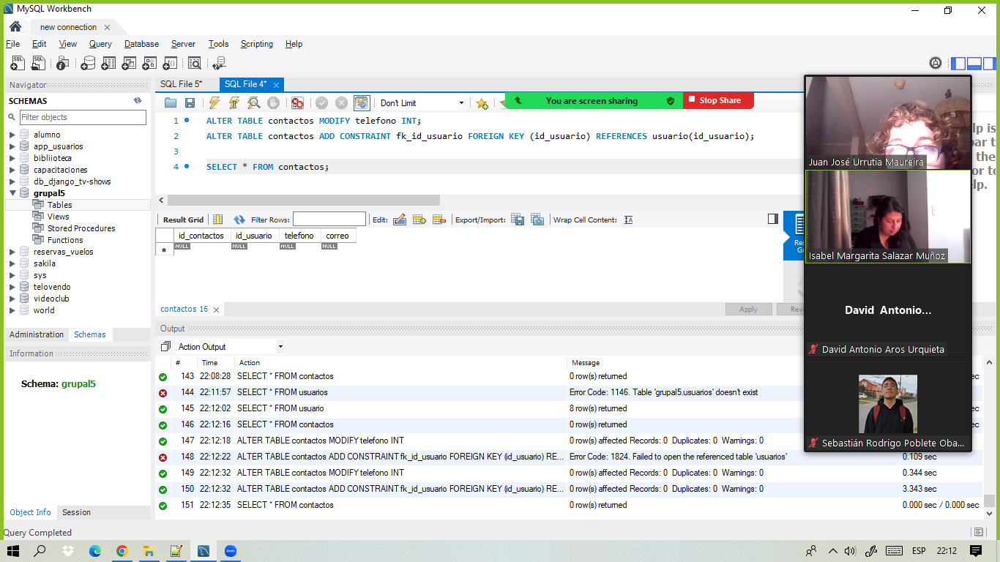 MySQL Workbench
new connection
File Edit View Query Database Server Tools Scripting Help
Navigator
SCHEMAS
Filter objects
alumno
app_usuarios
bibliioteca
capacitaciones
db_django_tv-shows
grupal5
Tables
Views
Stored Procedures
Functions
reservas_vuelos
sakila
sys
telovendo
videoclub
world
Administration Schemas
Information
Schema: grupal5
Object Info Session
Query Completed
SQL File 5* SQL File 4*
Don't Limit
You are screen sharing Stop Share
1 ALTER TABLE contactos MODIFY telefono INT;
2 ALTER TABLE contactos ADD CONSTRAINT fk_id_usuario FOREIGN KEY (id_usuario) REFERENCES usuario(id_usuario);
3
4 SELECT * FROM contactos;
Result Grid Filter Rows: Edit: Export/Import: Wrap Cell Content:
id_contactos id_usuario telefono correo
NULL NULL NULL NULL
contactos 16
Apply
Output
Action Output
# Time Action Message
143 22:08:28 SELECT * FROM contactos 0 row(s) returned
144 22:11:57 SELECT * FROM usuarios Error Code: 1146. Table 'grupal5.usuarios' doesn't exist
145 22:12:02 SELECT * FROM usuario 8 row(s) returned
146 22:12:16 SELECT * FROM contactos 0 row(s) returned
147 22:12:18 ALTER TABLE contactos MODIFY telefono INT 0 row(s) affected Records: 0 Duplicates: 0 Warnings: 0
148 22:12:22 ALTER TABLE contactos ADD CONSTRAINT fk_id_usuario FOREIGN KEY (id_usuario) RE... Error Code: 1824. Failed to open the referenced table 'usuarios' 0.109 sec
149 22:12:32 ALTER TABLE contactos MODIFY telefono INT 0 row(s) affected Records: 0 Duplicates: 0 Warnings: 0 0.344 sec
150 22:12:32 ALTER TABLE contactos ADD CONSTRAINT fk_id_usuario FOREIGN KEY (id_usuario) RE... 0 row(s) affected Records: 0 Duplicates: 0 Warnings: 0 3.343 sec
151 22:12:35 SELECT * FROM contactos 0 row(s) returned 0.000 sec / 0.000 sec
Juan José Urrutia Maureira
Isabel Margarita Salazar Muñoz
David Antonio...
David Antonio Aros Urquieta
Sebastián Rodrigo Poblete Oba...
zoom
ESP 22:12